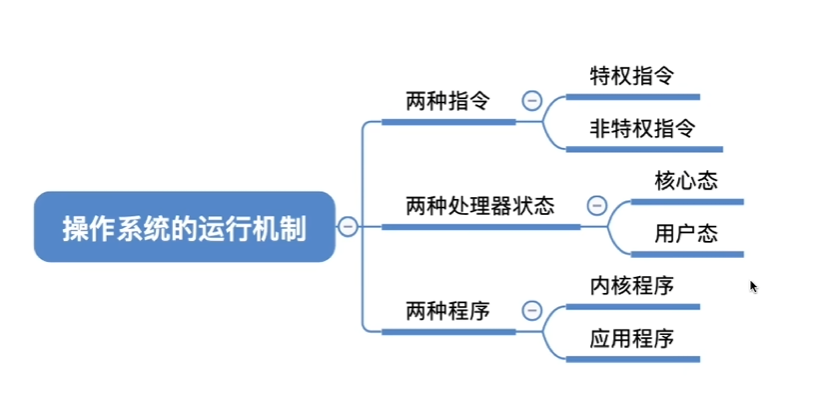 操作系统的运行机制
两种指令
特权指令
非特权指令
两种处理器状态
核心态
用户态
两种程序
内核程序
应用程序